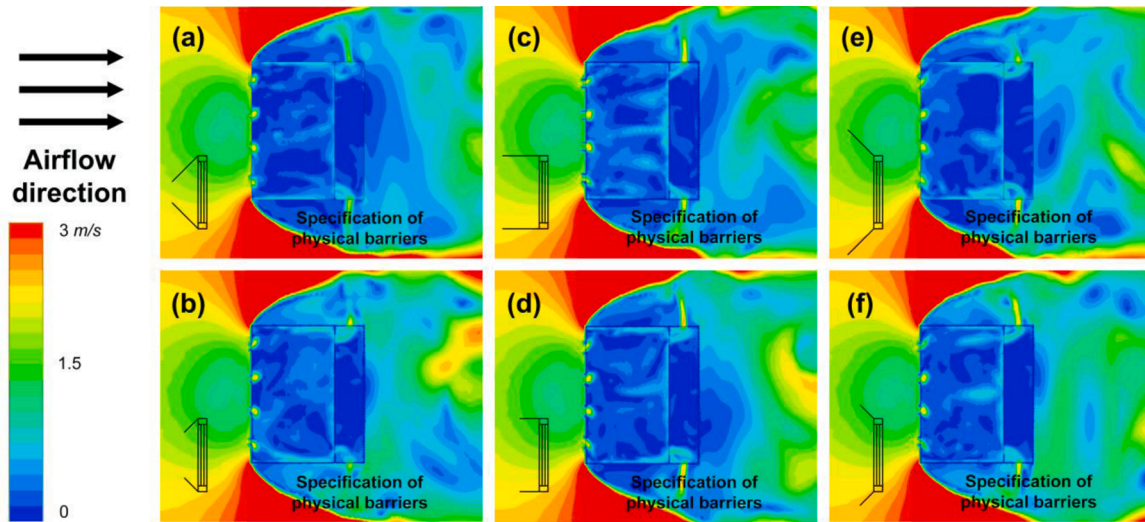 (a)
(c)
(e)
Airflow
direction
Specification of
physical barriers
Specification of
physical barriers
Specification of
physical barriers
3 m/s
1.5
0
(b)
(d)
(f)
Specification of
physical barriers
Specification of
physical barriers
Specification of
physical barriers